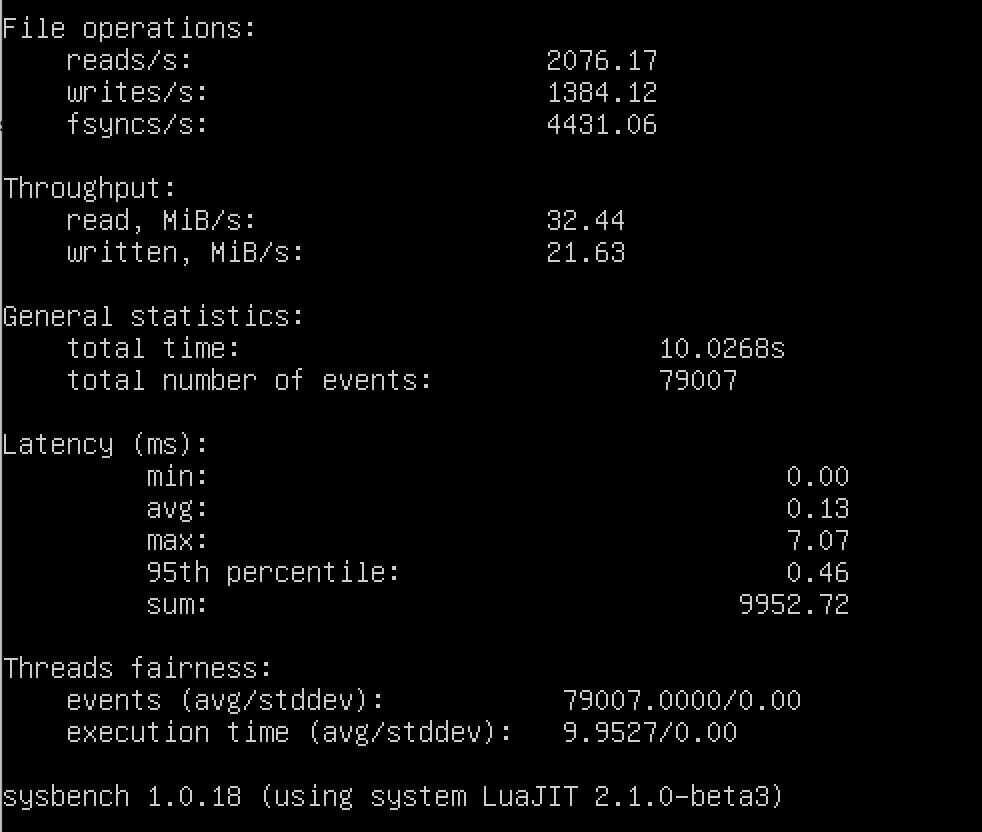 File operations:
    reads/s:                      2076.17
    writes/s:                     1384.12
    fsyncs/s:                     4431.06

Throughput:
    read, MiB/s:                  32.44
    written, MiB/s:               21.63

General statistics:
    total time:                          10.0268s
    total number of events:              79007

Latency (ms):
         min:                                    0.00
         avg:                                    0.13
         max:                                    7.07
         95th percentile:                        0.46
         sum:                                 9952.72

Threads fairness:
    events (avg/stddev):           79007.0000/0.00
    execution time (avg/stddev):   9.9527/0.00

sysbench 1.0.18 (using system LuaJIT 2.1.0-beta3)